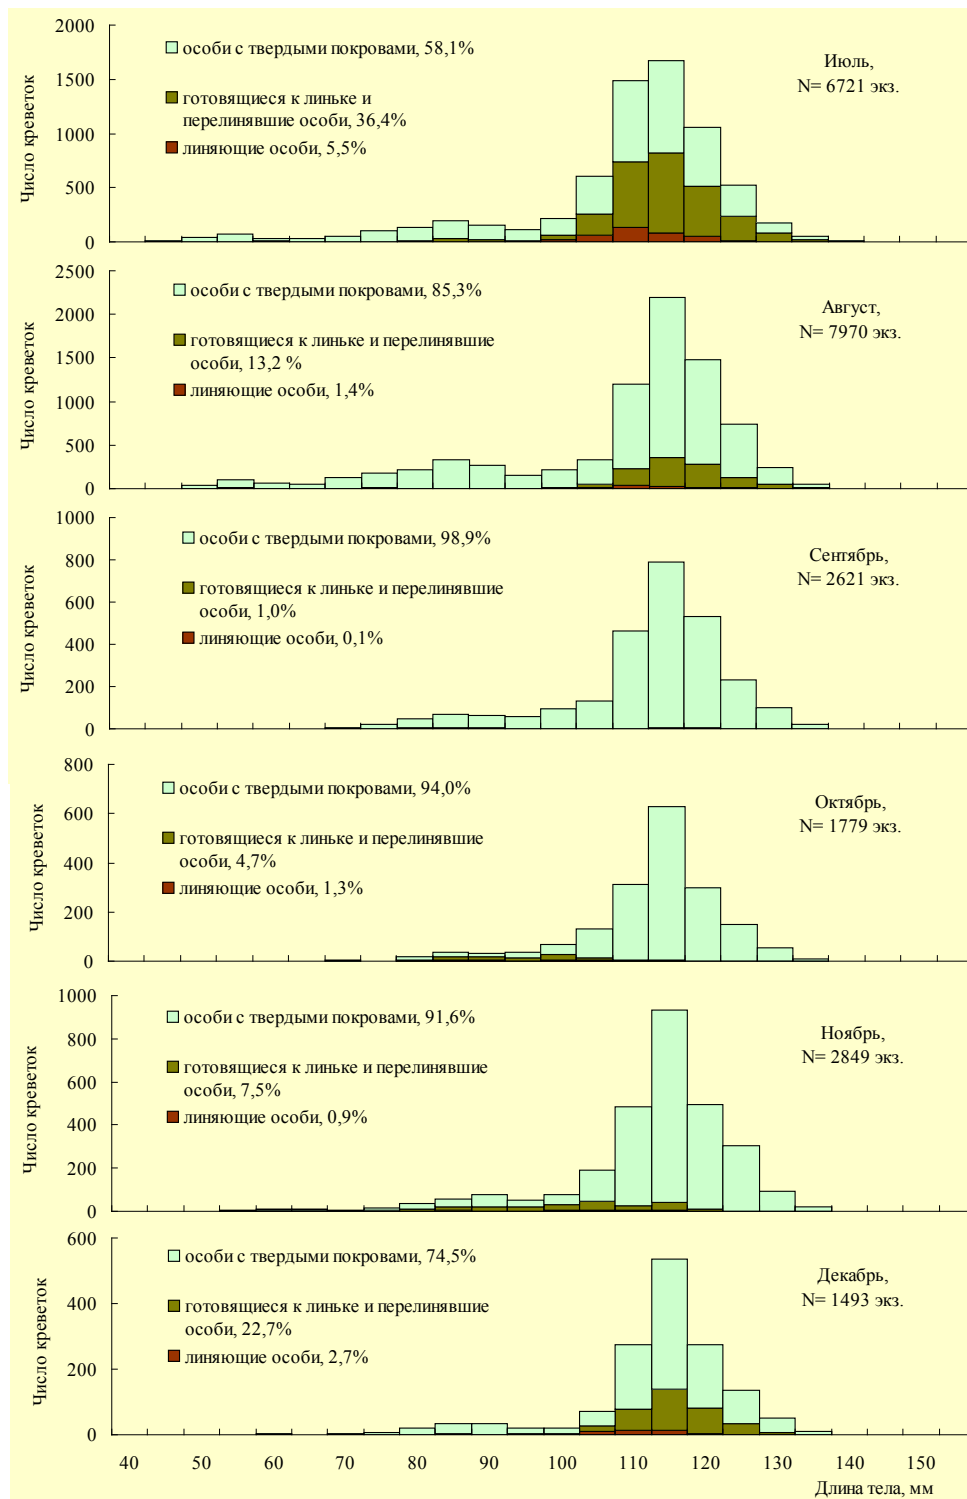 2000
1500
1000
500
0
Число креветок
особи с твердыми покровами, 58,1%
готовящиеся к линьке и
перелинявшие особи, 36,4%
линяющие особи, 5,5%
Июль,
N= 6721 экз.
2500
2000
1500
1000
500
0
Число креветок
особи с твердыми покровами, 85,3%
готовящиеся к линьке и перелинявшие
особи, 13,2 %
линяющие особи, 1,4%
Август,
N= 7970 экз.
1000
800
600
400
200
0
Число креветок
особи с твердыми покровами, 98,9%
готовящиеся к линьке и перелинявшие
особи, 1,0%
линяющие особи, 0,1%
Сентябрь,
N= 2621 экз.
800
600
400
200
0
Число креветок
особи с твердыми покровами, 94,0%
готовящиеся к линьке и перелинявшие
особи, 4,7%
линяющие особи, 1,3%
Октябрь,
N= 1779 экз.
1000
800
600
400
200
0
Число креветок
особи с твердыми покровами, 91,6%
готовящиеся к линьке и перелинявшие
особи, 7,5%
линяющие особи, 0,9%
Ноябрь,
N= 2849 экз.
600
400
200
0
Число креветок
особи с твердыми покровами, 74,5%
готовящиеся к линьке и перелинявшие
особи, 22,7%
линяющие особи, 2,7%
Декабрь,
N= 1493 экз.
40 50 60 70 80 90 100 110 120 130 140 150
Длина тела, мм